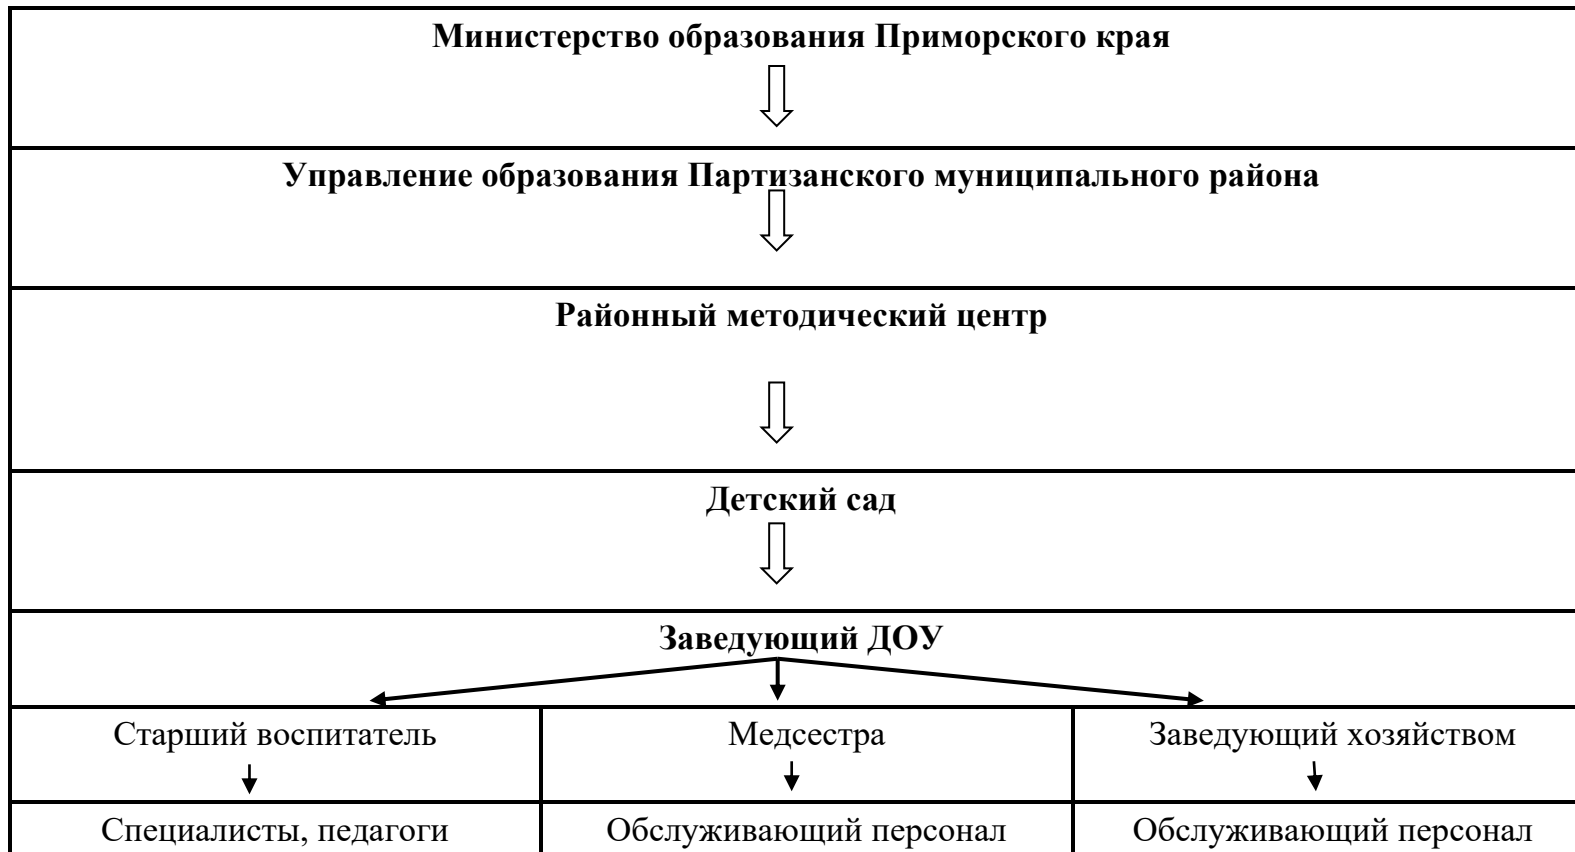 Министерство образования Приморского края
Управление образования Партизанского муниципального района
Районный методический центр
Детский сад
Заведующий ДОУ
Старший воспитатель
Медсестра
Заведующий хозяйством
Специалисты, педагоги
Обслуживающий персонал
Обслуживающий персонал